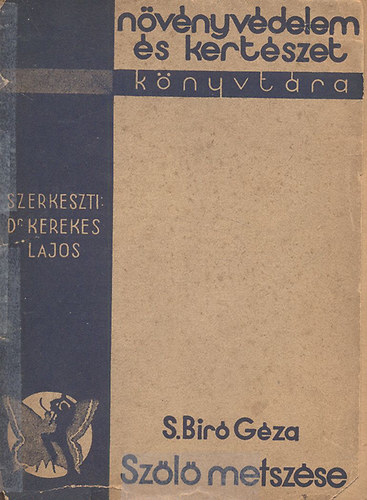 növényvédelem
és kertészet
könyvtára
SZERKESZTI:
Dr KEREKES
LAJOS
S. Biró Géza
Szőlő metszése